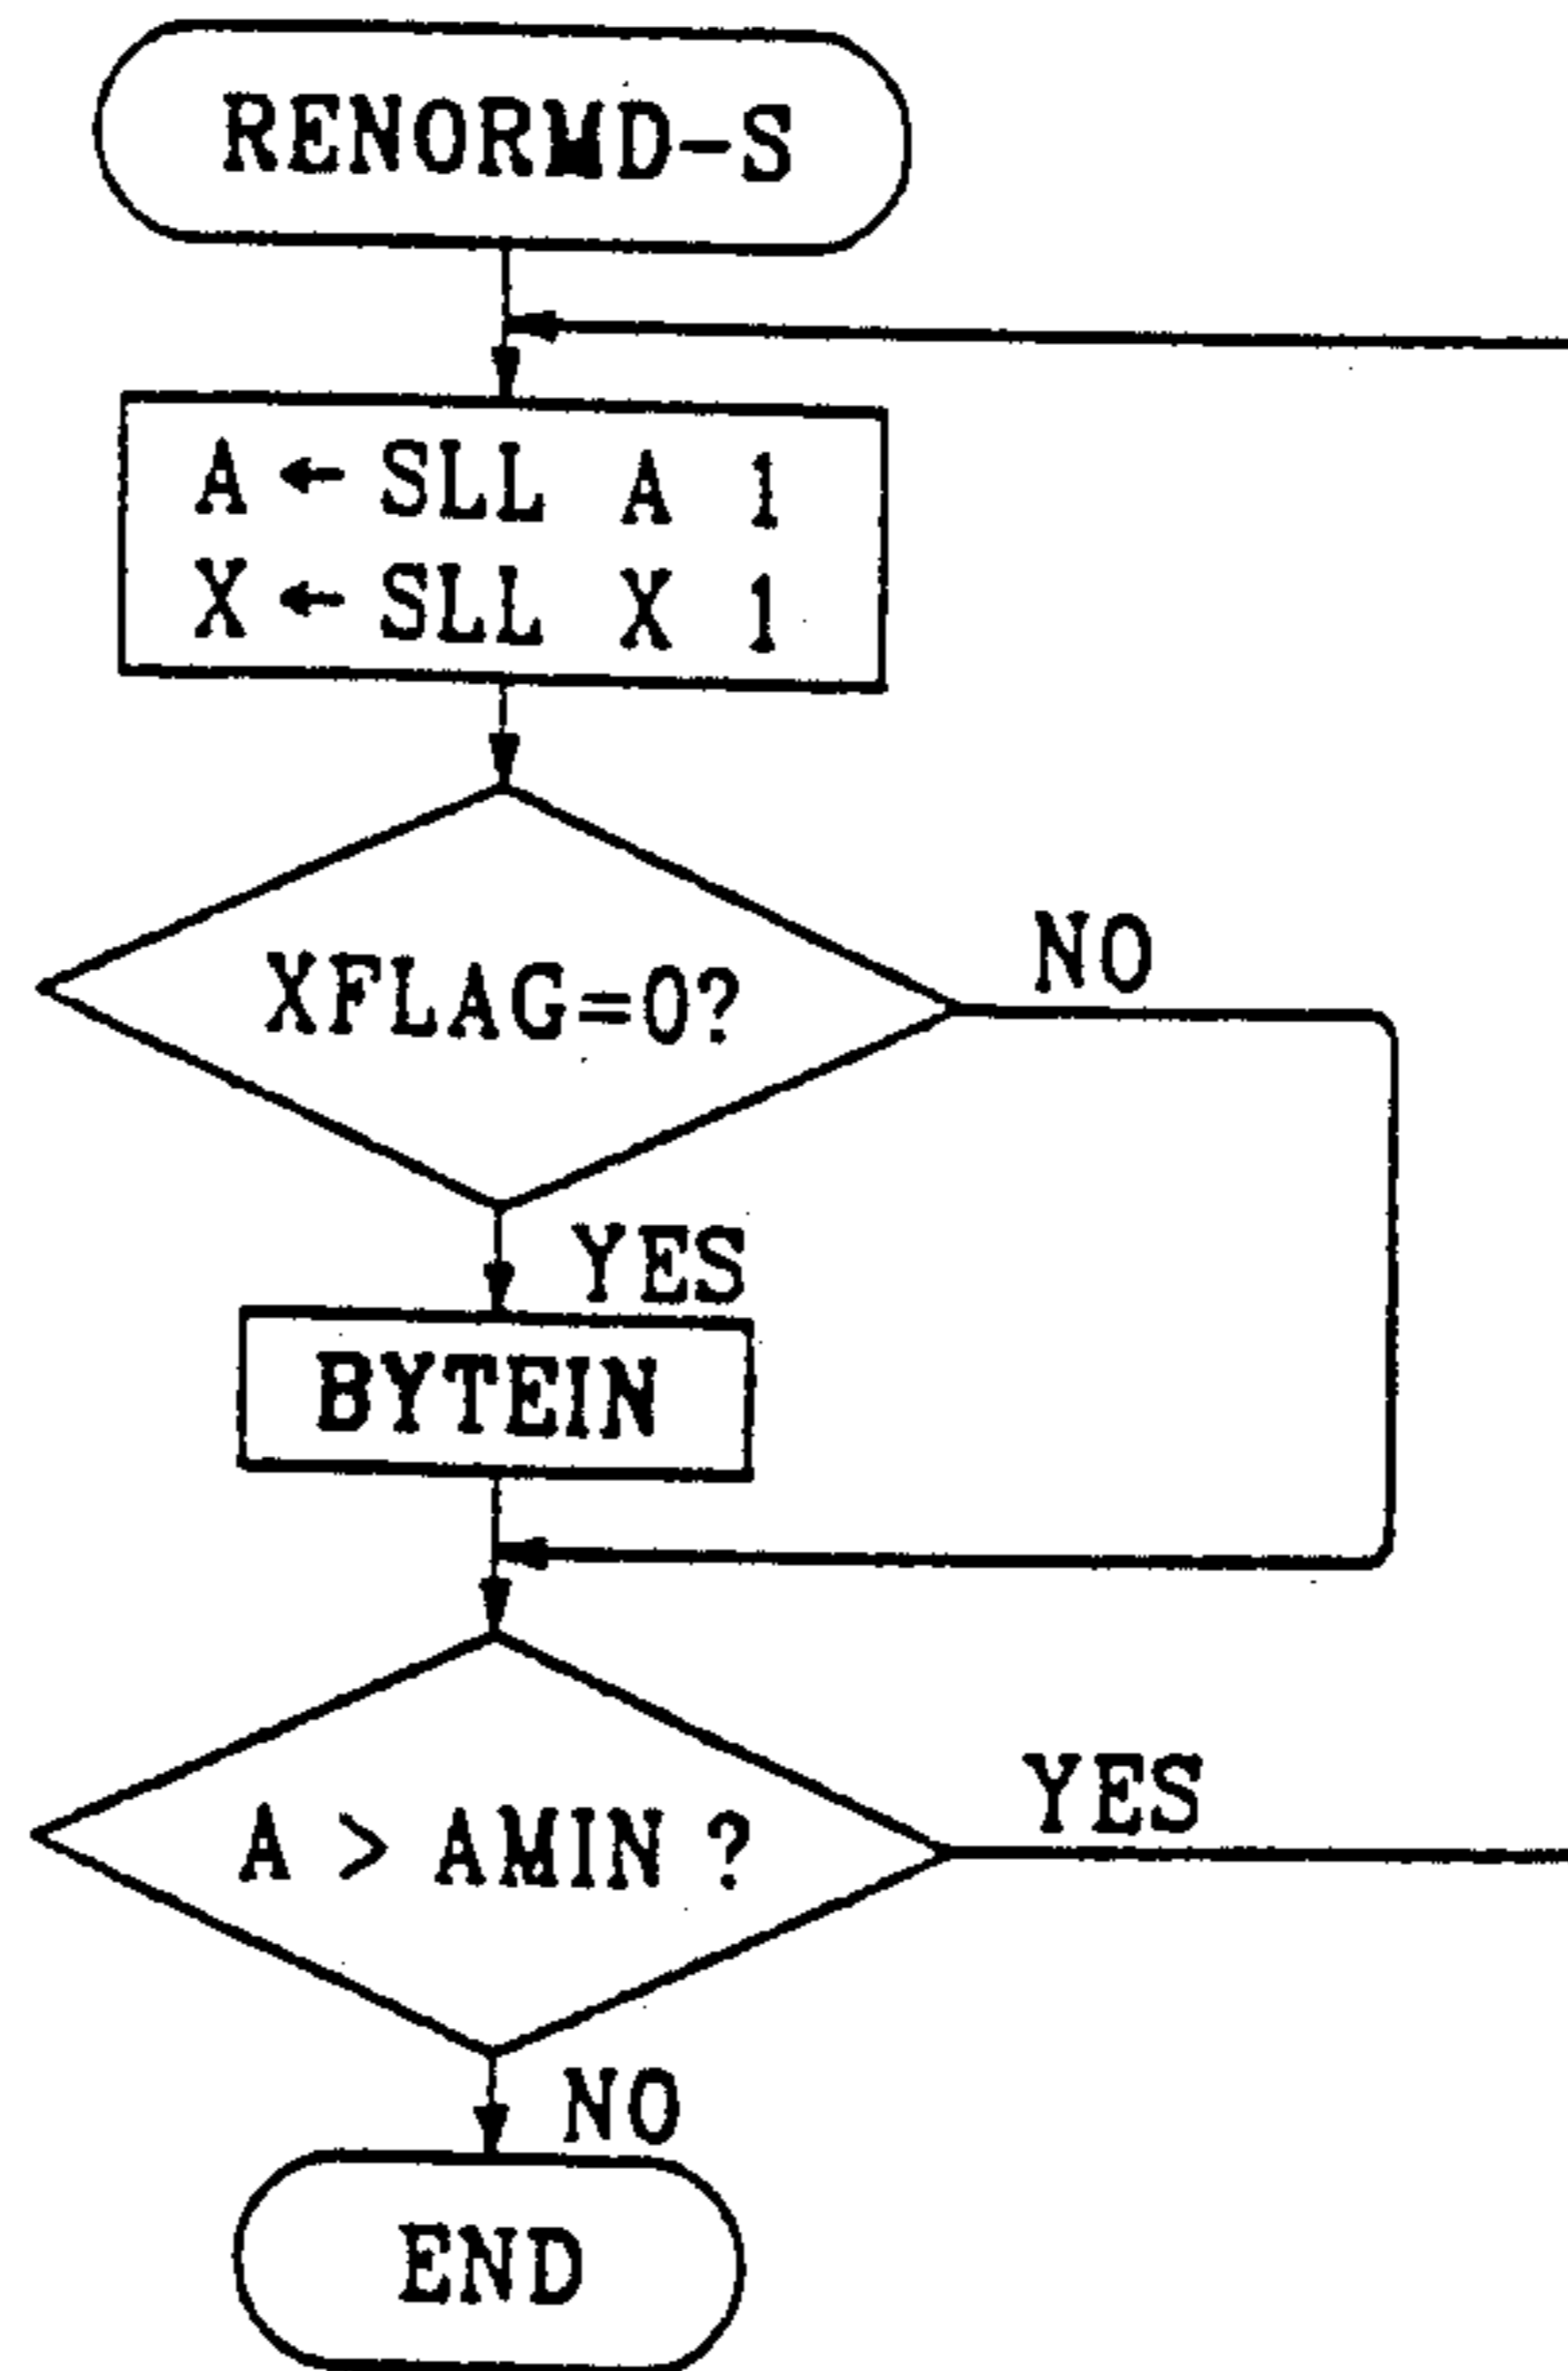 RENORMD-S
A ← SLL A 1
X ← SLL X 1
XFLAG=0?
NO
YES
BYTEIN
A > AMIN ?
YES
NO
END